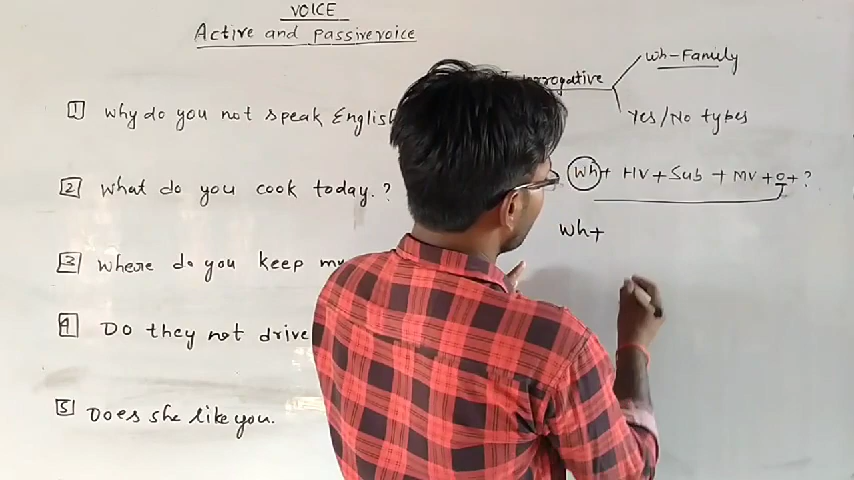 VOICE
Active and passive voice
Wh-Family
Yes/No types
1 Why do you not speak
2 What do you cook today.?
3 Where do you keep
4 Do they not drive
5 Does she like you.
Wh+ HV + Sub + MV + O + ?
Wh+